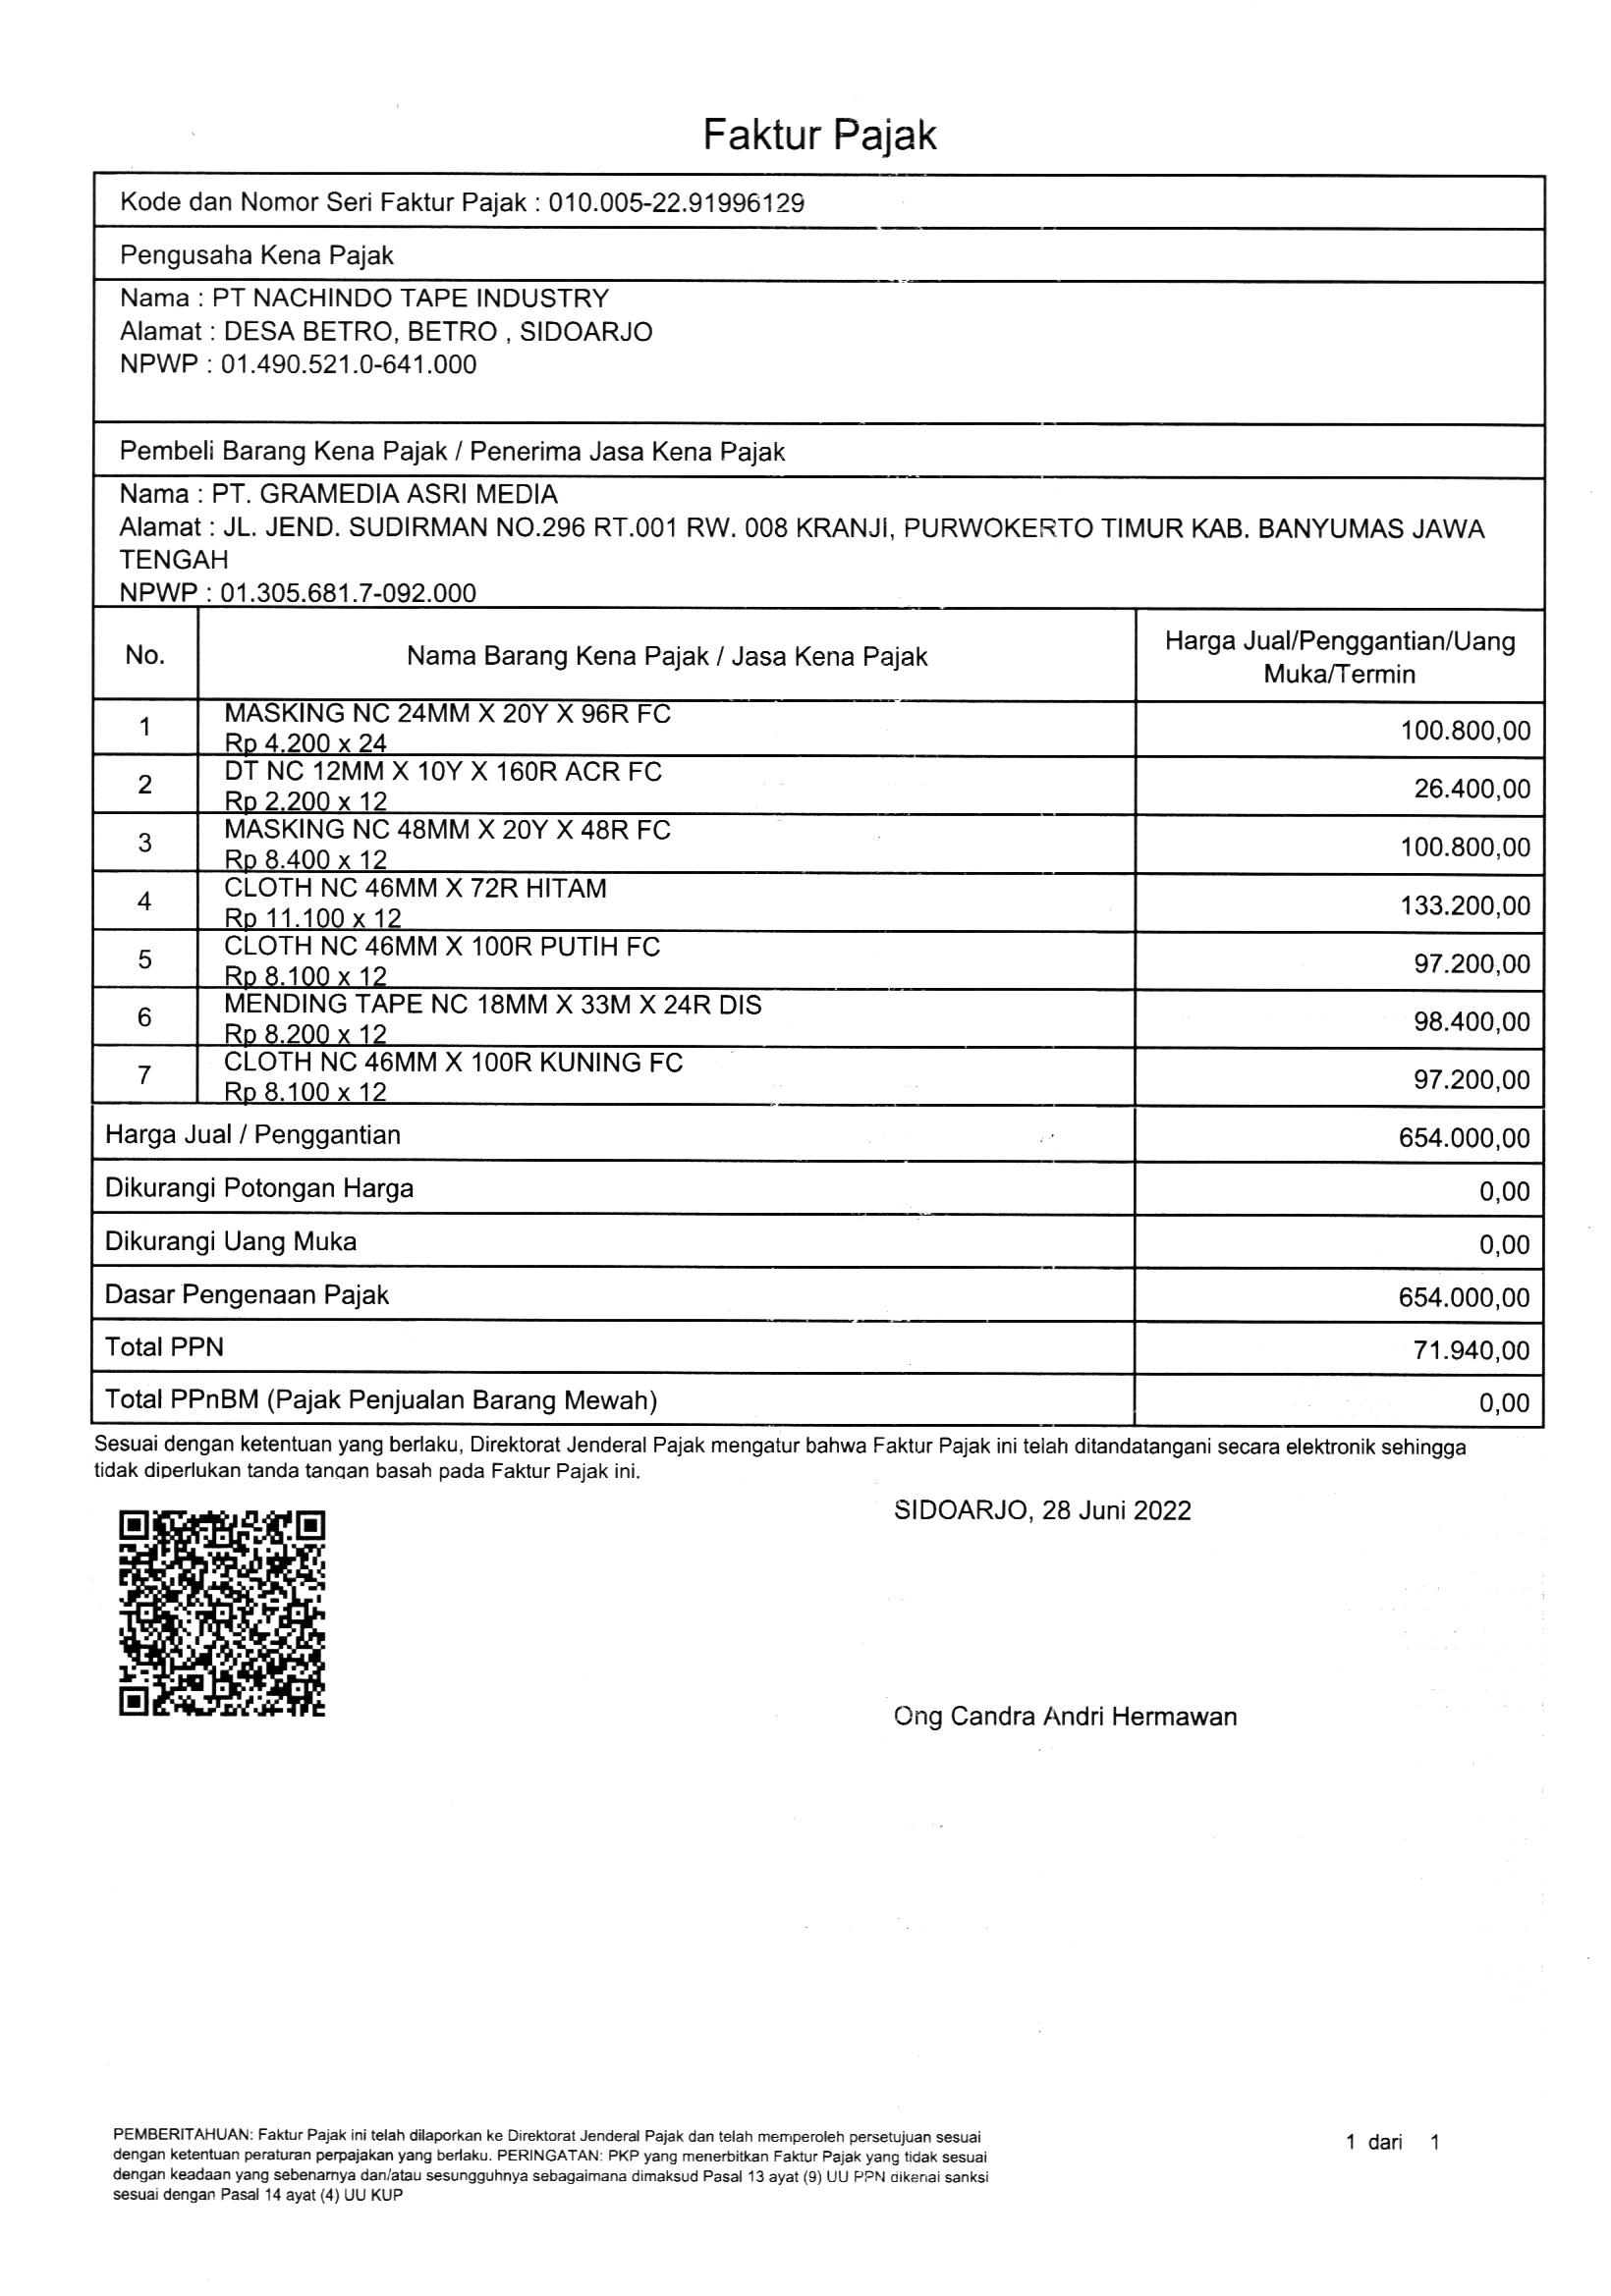 Faktur Pajak
Kode dan Nomor Seri Faktur Pajak : 010.005-22.91996129
Pengusaha Kena Pajak
Nama : PT NACHINDO TAPE INDUSTRY
Alamat : DESA BETRO, BETRO , SIDOARJO
NPWP : 01.490.521.0-641.000
Pembeli Barang Kena Pajak / Penerima Jasa Kena Pajak
Nama : PT. GRAMEDIA ASRI MEDIA
Alamat : JL. JEND. SUDIRMAN NO.296 RT.001 RW. 008 KRANJI, PURWOKERTO TIMUR KAB. BANYUMAS JAWA
TENGAH
NPWP : 01.305.681.7-092.000
No. Nama Barang Kena Pajak / Jasa Kena Pajak Harga Jual/Penggantian/Uang
Muka/Termin
1 MASKING NC 24MM X 20Y X 96R FC 100.800,00
Rp 4.200 x 24
2 DT NC 12MM X 10Y X 160R ACR FC 26.400,00
Rp 2.200 x 12
3 MASKING NC 48MM X 20Y X 48R FC 100.800,00
Rp 8.400 x 12
4 CLOTH NC 46MM X 72R HITAM 133.200,00
Rp 11.100 x 12
5 CLOTH NC 46MM X 100R PUTIH FC 97.200,00
Rp 8.100 x 12
6 MENDING TAPE NC 18MM X 33M X 24R DIS 98.400,00
Rp 8.200 x 12
7 CLOTH NC 46MM X 100R KUNING FC 97.200,00
Rp 8.100 x 12
Harga Jual / Penggantian 654.000,00
Dikurangi Potongan Harga 0,00
Dikurangi Uang Muka 0,00
Dasar Pengenaan Pajak 654.000,00
Total PPN 71.940,00
Total PPnBM (Pajak Penjualan Barang Mewah) 0,00
Sesuai dengan ketentuan yang berlaku, Direktorat Jenderal Pajak mengatur bahwa Faktur Pajak ini telah ditandatangani secara elektronik sehingga
tidak diperlukan tanda tangan basah pada Faktur Pajak ini.
SIDOARJO, 28 Juni 2022
Ong Candra Andri Hermawan
PEMBERITAHUAN: Faktur Pajak ini telah dilaporkan ke Direktorat Jenderal Pajak dan telah memperoleh persetujuan sesuai
dengan ketentuan peraturan perpajakan yang berlaku. PERINGATAN: PKP yang menerbitkan Faktur Pajak yang tidak sesuai
dengan keadaan yang sebenarnya dan/atau sesungguhnya sebagaimana dimaksud Pasal 13 ayat (9) UU PPN dikenai sanksi
sesuai dengan Pasal 14 ayat (4) UU KUP
1 dari 1